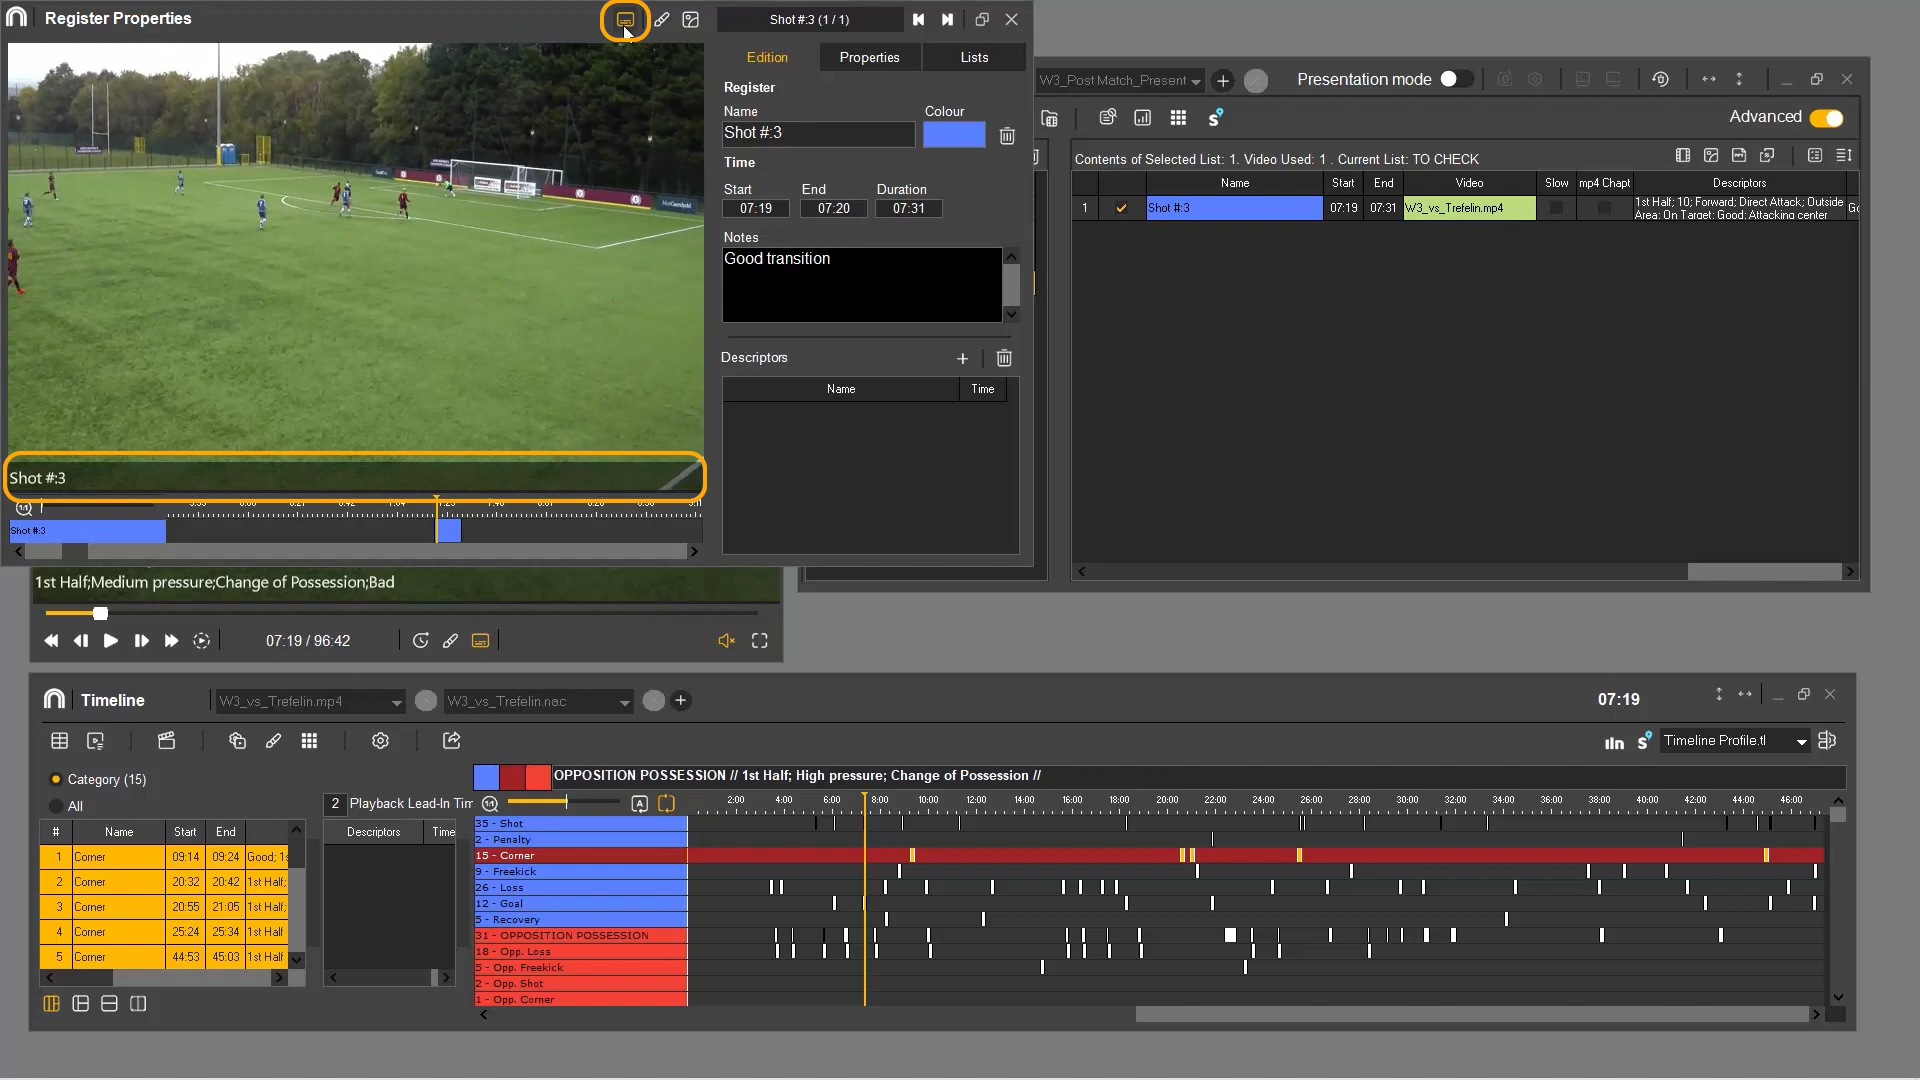 Register Properties
Shot #:3 (1 / 1)
Edition
Properties
Lists
Register
Name
Colour
Shot #:3
Time
Start
End
Duration
07:19
07:20
07:31
Notes
Good transition
Descriptors
Name
Time
Shot #:3
Shot #:3
1st Half;Medium pressure;Change of Possession;Bad
07:19 / 96:42
W3_Post Match_Present
Presentation mode
Advanced
Contents of Selected List: 1. Video Used: 1 . Current List: TO CHECK
Name
Start
End
Video
Slow
mp4 Chapt
Descriptors
1
Shot #:3
07:19
07:31
W3_vs_Trefelin.mp4
1st Half; 10; Forward; Direct Attack; Outside
Area: On Target: Good: Attacking center
Timeline
W3_vs_Trefelin.mp4
W3_vs_Trefelin.nac
07:19
Timeline Profile.tl
Category (15)
All
2
Playback Lead-In Tim
# Name Start End
1 Corner 09:14 09:24 Good; 1s
2 Corner 20:32 20:42 1st Half;
3 Corner 20:55 21:05 1st Half;
4 Corner 25:24 25:34 1st Half
5 Corner 44:53 45:03 1st Half
Descriptors
Time
OPPOSITION POSSESSION // 1st Half; High pressure; Change of Possession //
2:00 4:00 6:00 8:00 10:00 12:00 14:00 16:00 18:00 20:00 22:00 24:00 26:00 28:00 30:00 32:00 34:00 36:00 38:00 40:00 42:00 44:00 46:00
35 - Shot
2 - Penalty
15 - Corner
9 - Freekick
26 - Loss
12 - Goal
5 - Recovery
31 - OPPOSITION POSSESSION
18 - Opp. Loss
5 - Opp. Freekick
2 - Opp. Shot
1 - Opp. Corner